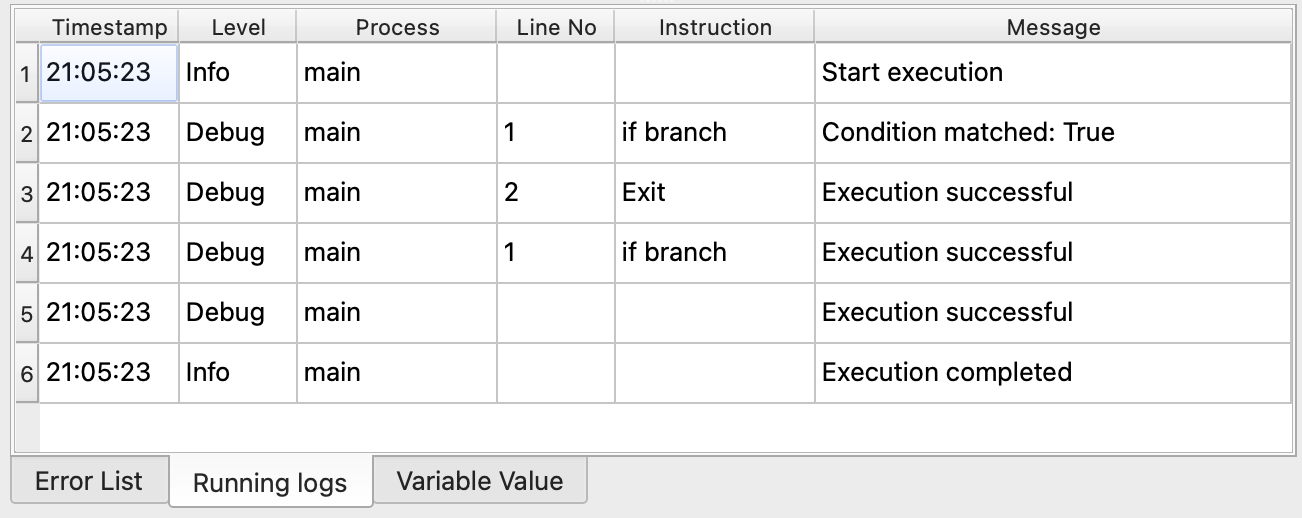 Timestamp Level Process Line No Instruction Message
1 21:05:23 Info main Start execution
2 21:05:23 Debug main 1 if branch Condition matched: True
3 21:05:23 Debug main 2 Exit Execution successful
4 21:05:23 Debug main 1 if branch Execution successful
5 21:05:23 Debug main Execution successful
6 21:05:23 Info main Execution completed
Error List Running logs Variable Value